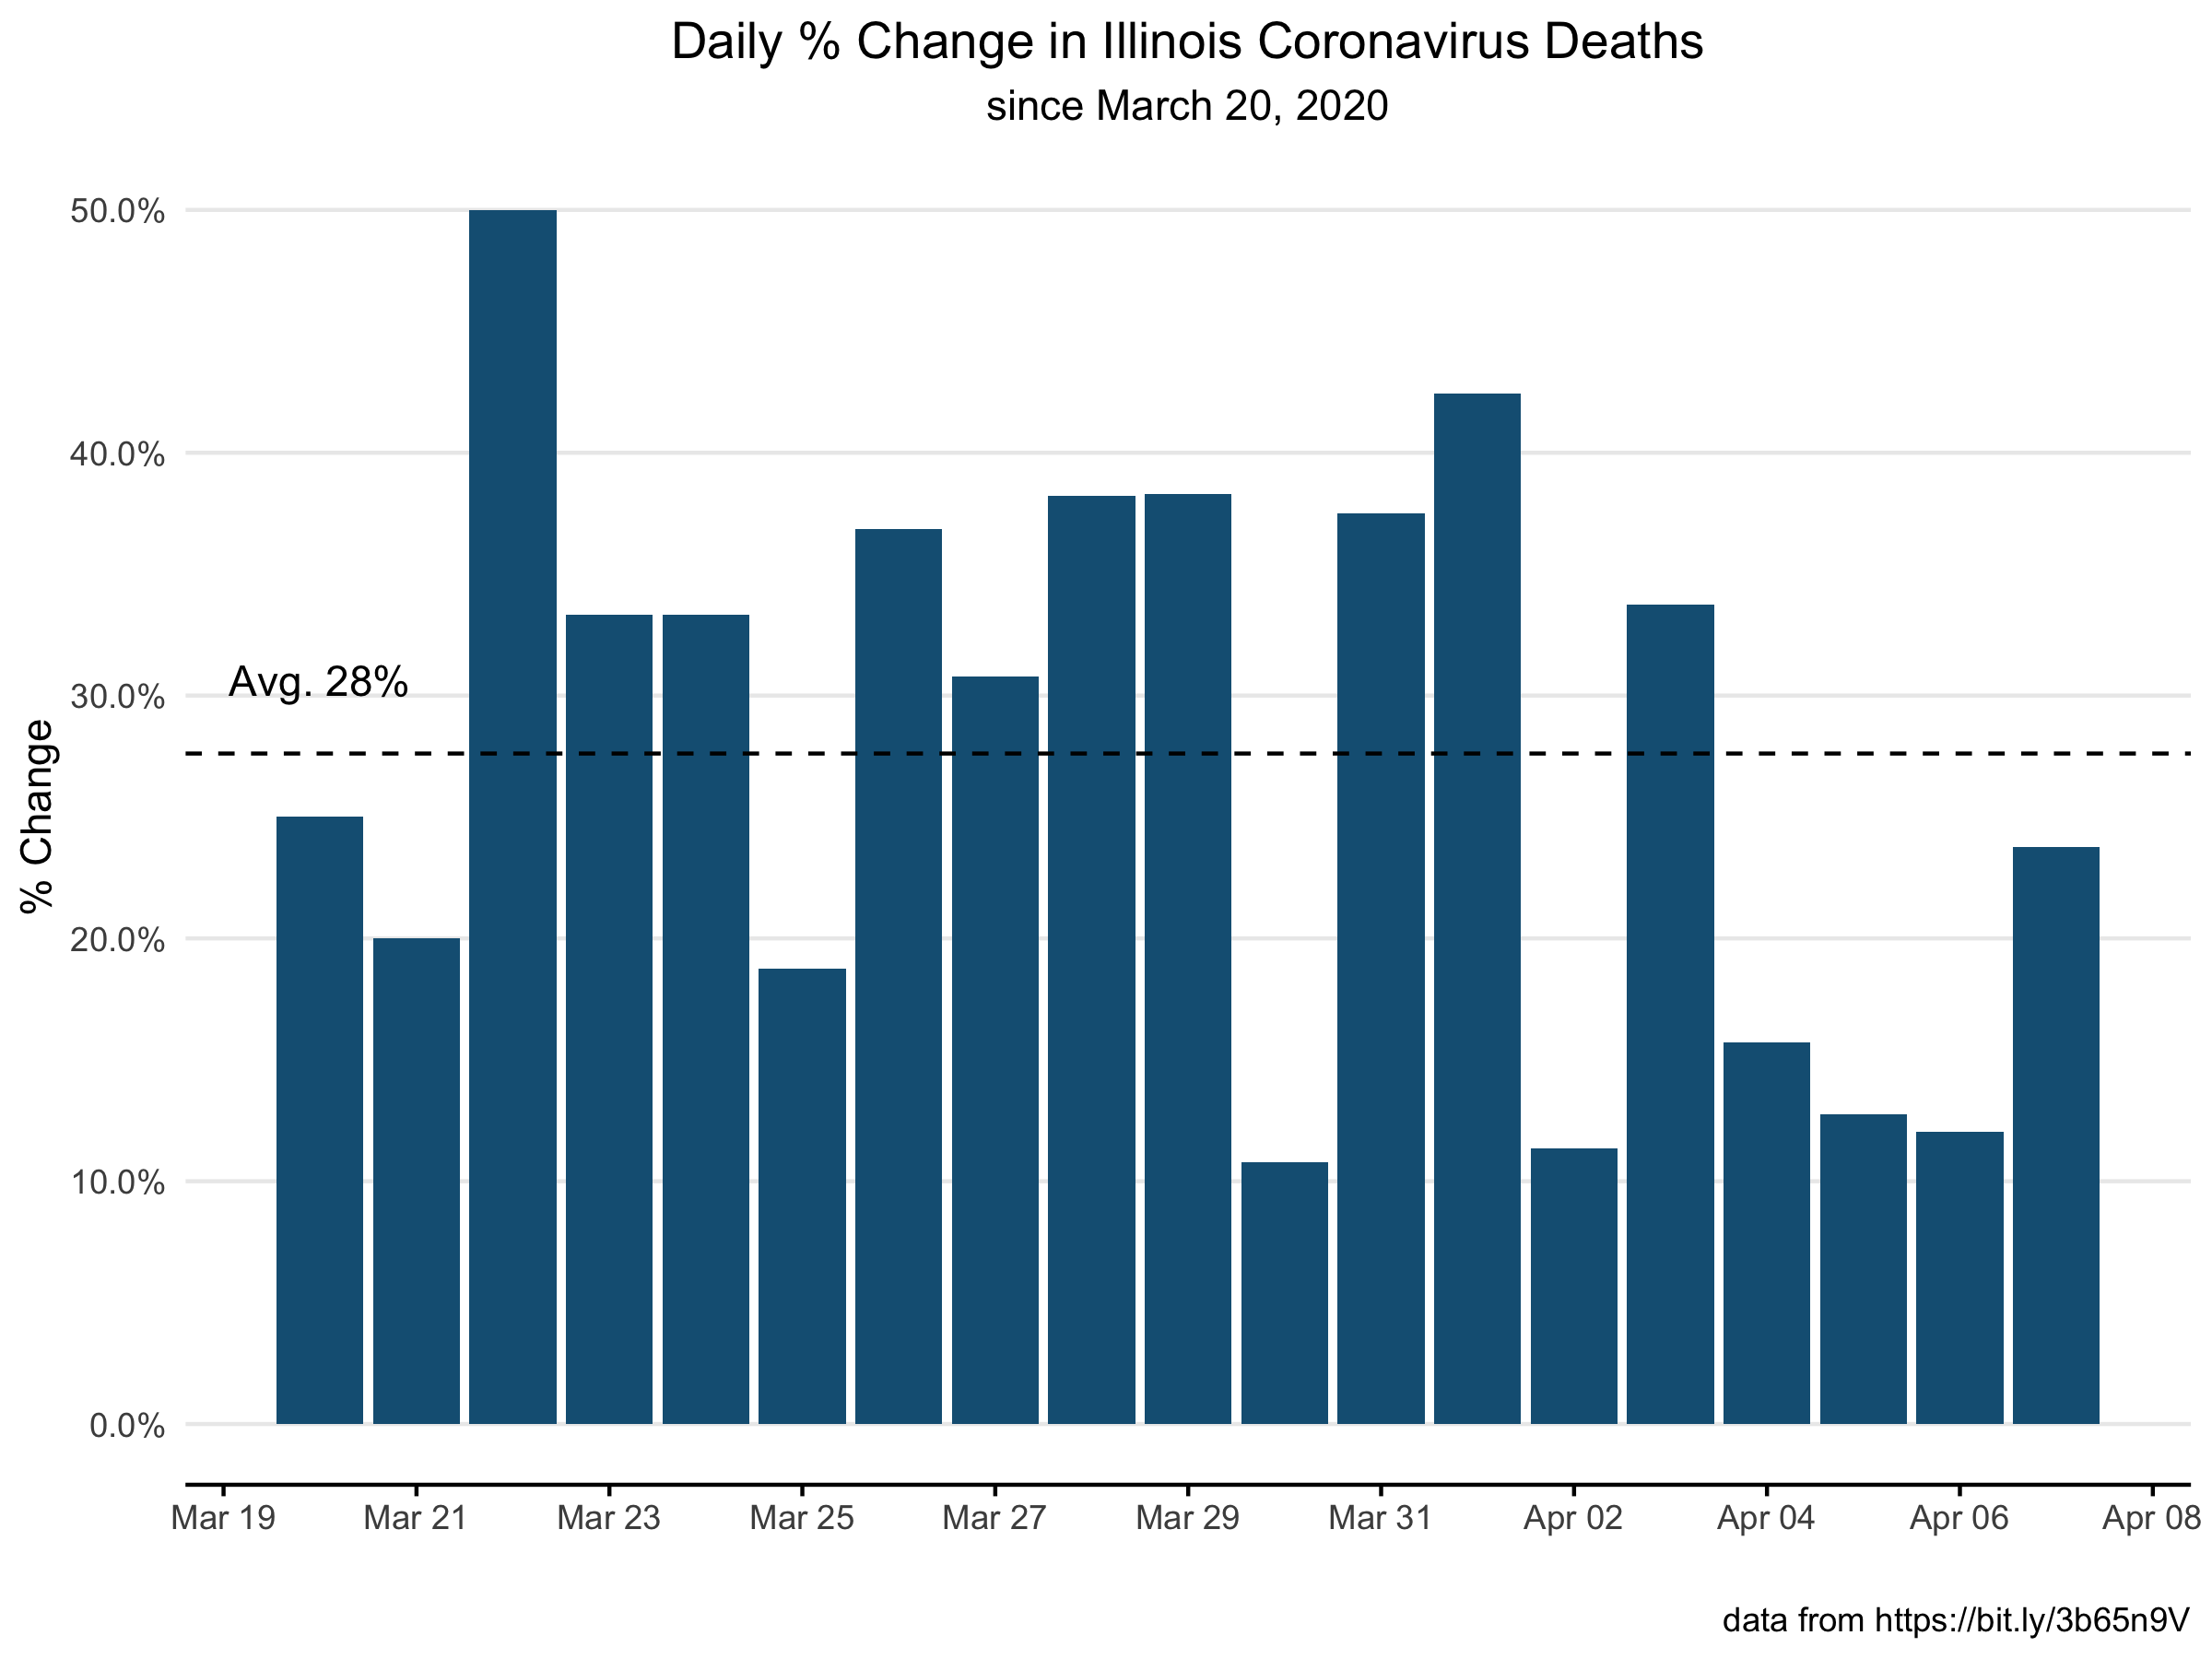 Daily % Change in Illinois Coronavirus Deaths
since March 20, 2020
50.0%
40.0%
Avg. 28%
30.0%
% Change
20.0%
10.0%
0.0%
Mar 19 Mar 21 Mar 23 Mar 25 Mar 27 Mar 29 Mar 31 Apr 02 Apr 04 Apr 06 Apr 08
data from https://bit.ly/3b65n9V